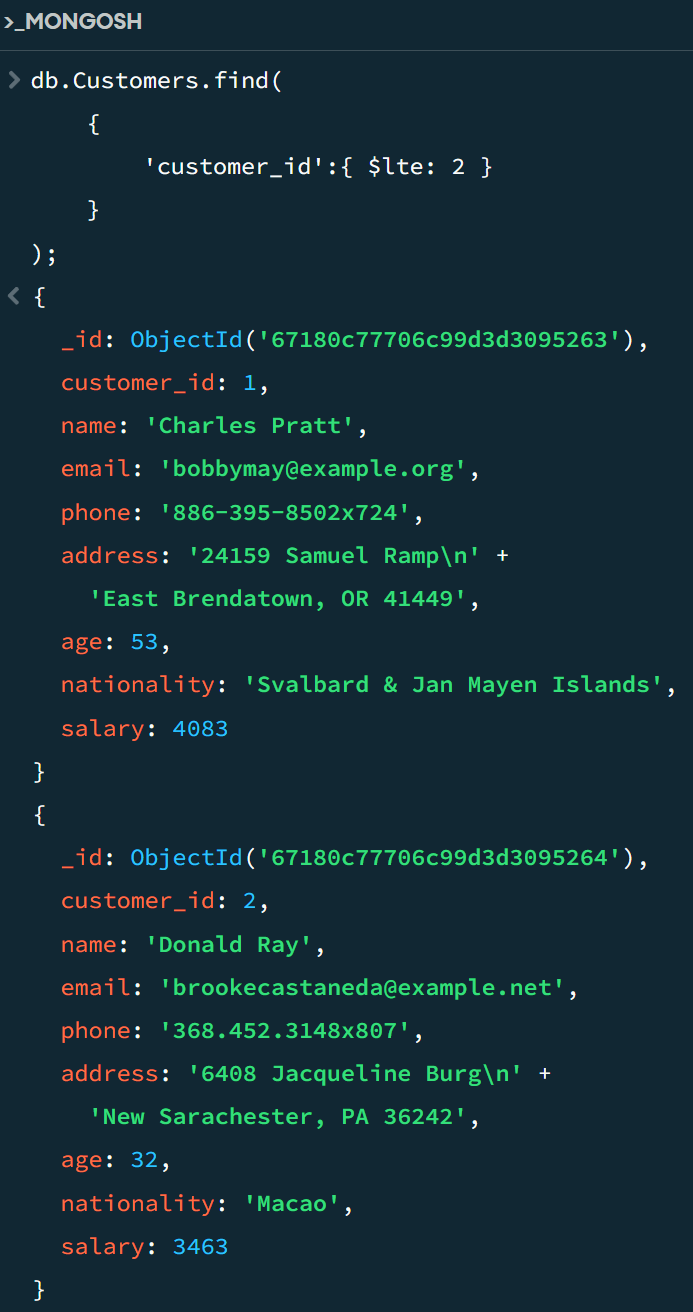 >_MONGOSH
> db.Customers.find(
    {
        'customer_id':{ $lte: 2 }
    }
);
< {
  _id: ObjectId('67180c77706c99d3d3095263'),
  customer_id: 1,
  name: 'Charles Pratt',
  email: 'bobbymay@example.org',
  phone: '886-395-8502x724',
  address: '24159 Samuel Ramp\n' +
    'East Brendatown, OR 41449',
  age: 53,
  nationality: 'Svalbard & Jan Mayen Islands',
  salary: 4083
}
{
  _id: ObjectId('67180c77706c99d3d3095264'),
  customer_id: 2,
  name: 'Donald Ray',
  email: 'brookecastaneda@example.net',
  phone: '368.452.3148x807',
  address: '6408 Jacqueline Burg\n' +
    'New Sarachester, PA 36242',
  age: 32,
  nationality: 'Macao',
  salary: 3463
}